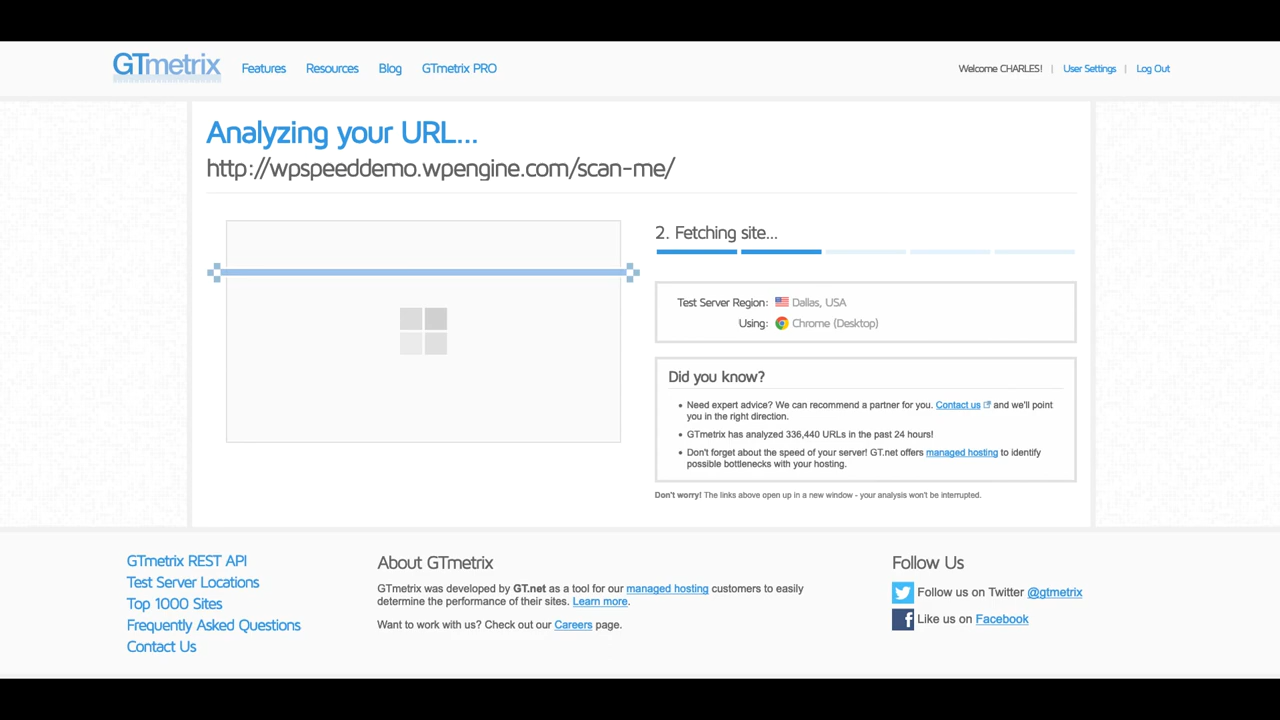 GTmetrix Features Resources Blog GTmetrix PRO Welcome CHARLES! | User Settings | Log Out
Analyzing your URL...
http://wpspeeddemo.wpengine.com/scan-me/
2. Fetching site...
Test Server Region: Dallas, USA
Using: Chrome (Desktop)
Did you know?
• Need expert advice? We can recommend a partner for you. Contact us and we'll point
you in the right direction.
• GTmetrix has analyzed 336,440 URLs in the past 24 hours!
• Don't forget about the speed of your server! GT.net offers managed hosting to identify
possible bottlenecks with your hosting.
Don't worry! The links above open up in a new window - your analysis won't be interrupted.
GTmetrix REST API
Test Server Locations
Top 1000 Sites
Frequently Asked Questions
Contact Us
About GTmetrix
GTmetrix was developed by GT.net as a tool for our managed hosting customers to easily
determine the performance of their sites. Learn more.
Want to work with us? Check out our Careers page.
Follow Us
Follow us on Twitter @gtmetrix
Like us on Facebook